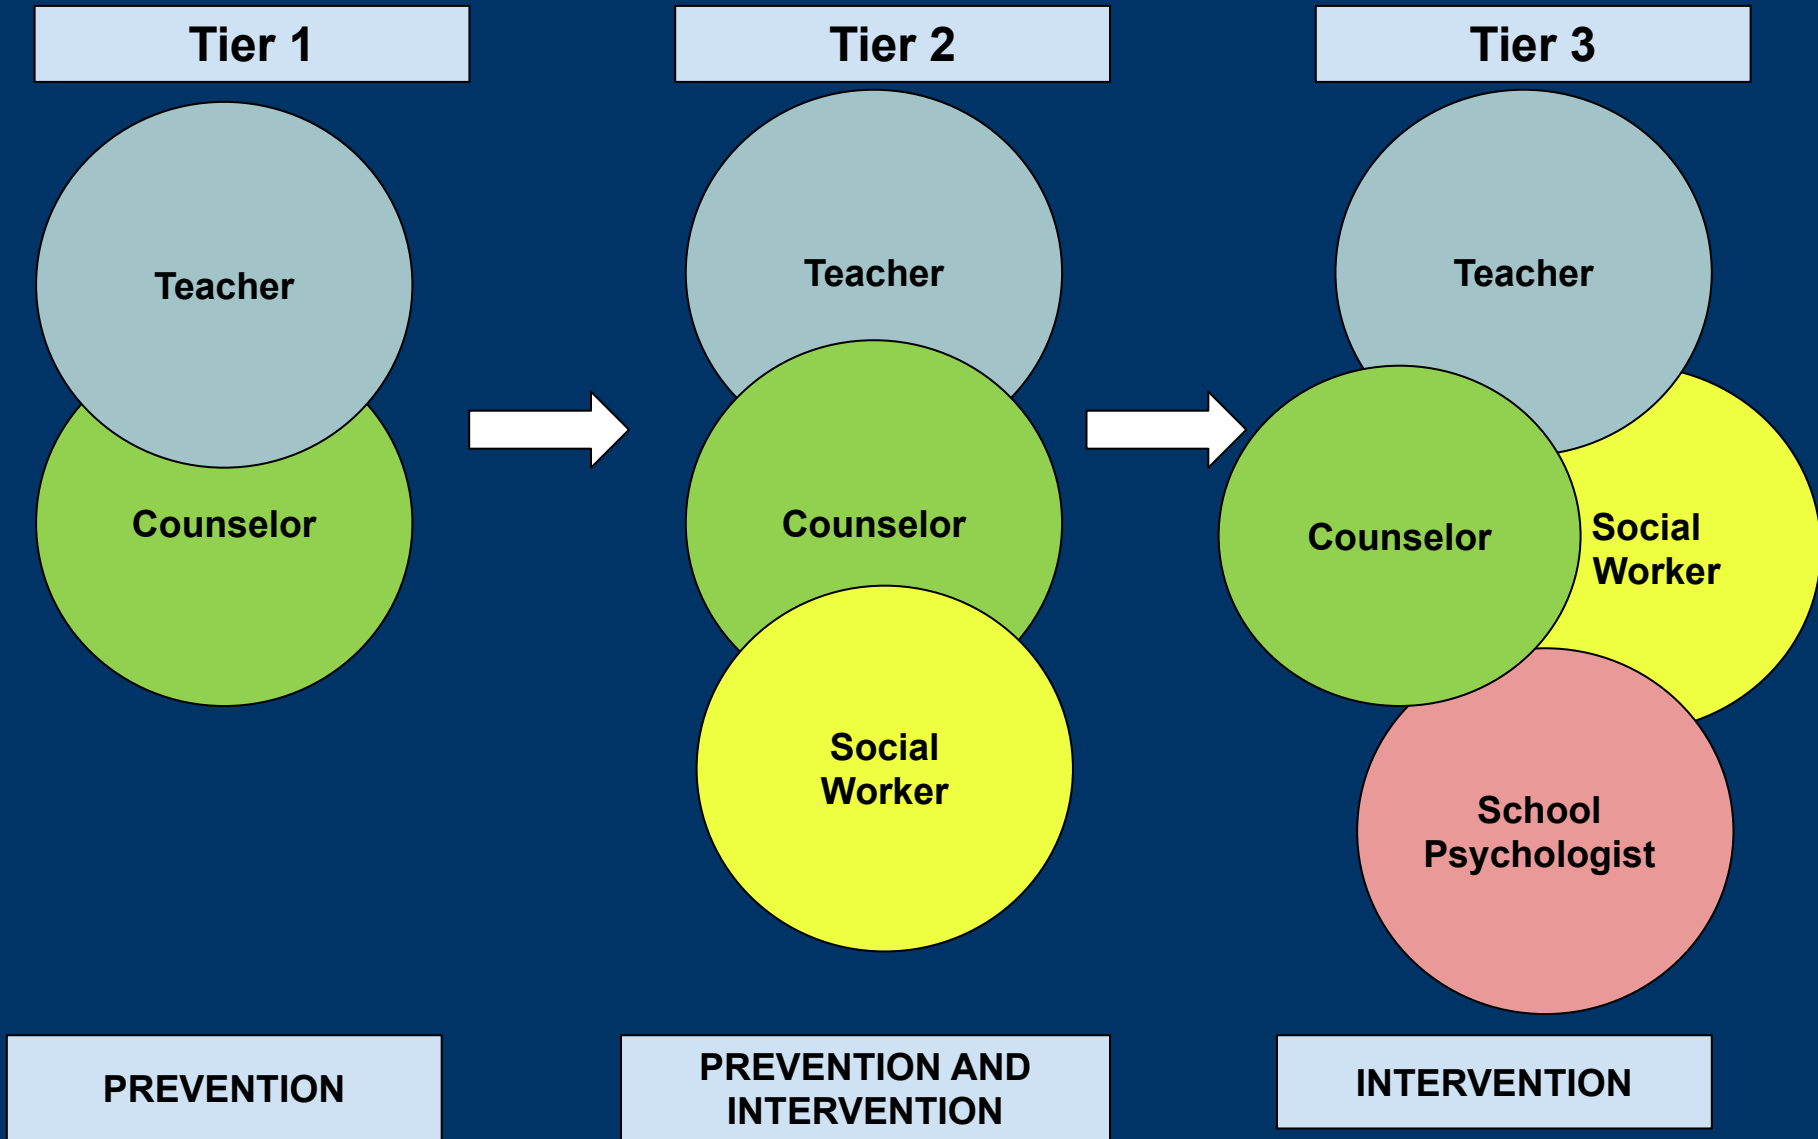 Tier 1
Tier 2
Tier 3
Teacher
Counselor
Teacher
Counselor
Social
Worker
Teacher
Counselor
Social
Worker
School
Psychologist
PREVENTION
PREVENTION AND
INTERVENTION
INTERVENTION